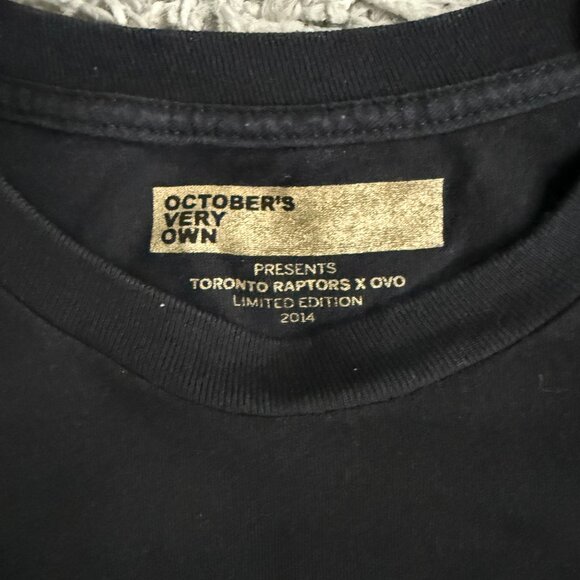 OCTOBER'S
VERY
OWN
PRESENTS
TORONTO RAPTORS X OVO
LIMITED EDITION
2014